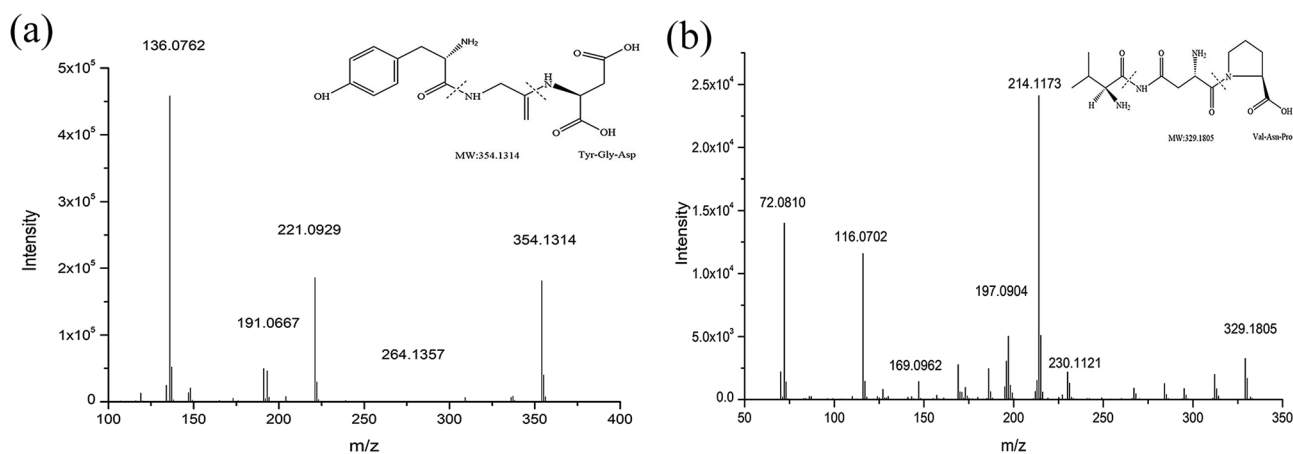 (a)
136.0762
5x10⁵
4x10⁵
3x10⁵
2x10⁵
1x10⁵
0
Intensity
221.0929
354.1314
191.0667
264.1357
NH₂
O
OH
OH
O
NH
H
N
O
OH
MW:354.1314
Tyr-Gly-Asp
100
150
200
250
300
350
400
m/z
(b)
214.1173
2.5x10⁴
2.0x10⁴
1.5x10⁴
1.0x10⁴
5.0x10³
0.0
Intensity
72.0810
116.0702
197.0904
169.0962
230.1121
329.1805
O
O
NH₂
N
H
NH₂
NH
O
O
OH
MW:329.1805
Val-Asn-Pro
50
100
150
200
250
300
350
m/z